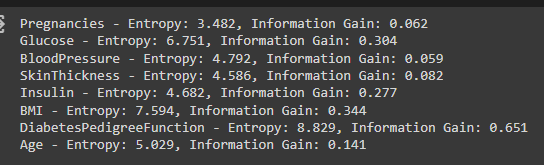 Pregnancies - Entropy: 3.482, Information Gain: 0.062
Glucose - Entropy: 6.751, Information Gain: 0.304
BloodPressure - Entropy: 4.792, Information Gain: 0.059
SkinThickness - Entropy: 4.586, Information Gain: 0.082
Insulin - Entropy: 4.682, Information Gain: 0.277
BMI - Entropy: 7.594, Information Gain: 0.344
DiabetesPedigreeFunction - Entropy: 8.829, Information Gain: 0.651
Age - Entropy: 5.029, Information Gain: 0.141